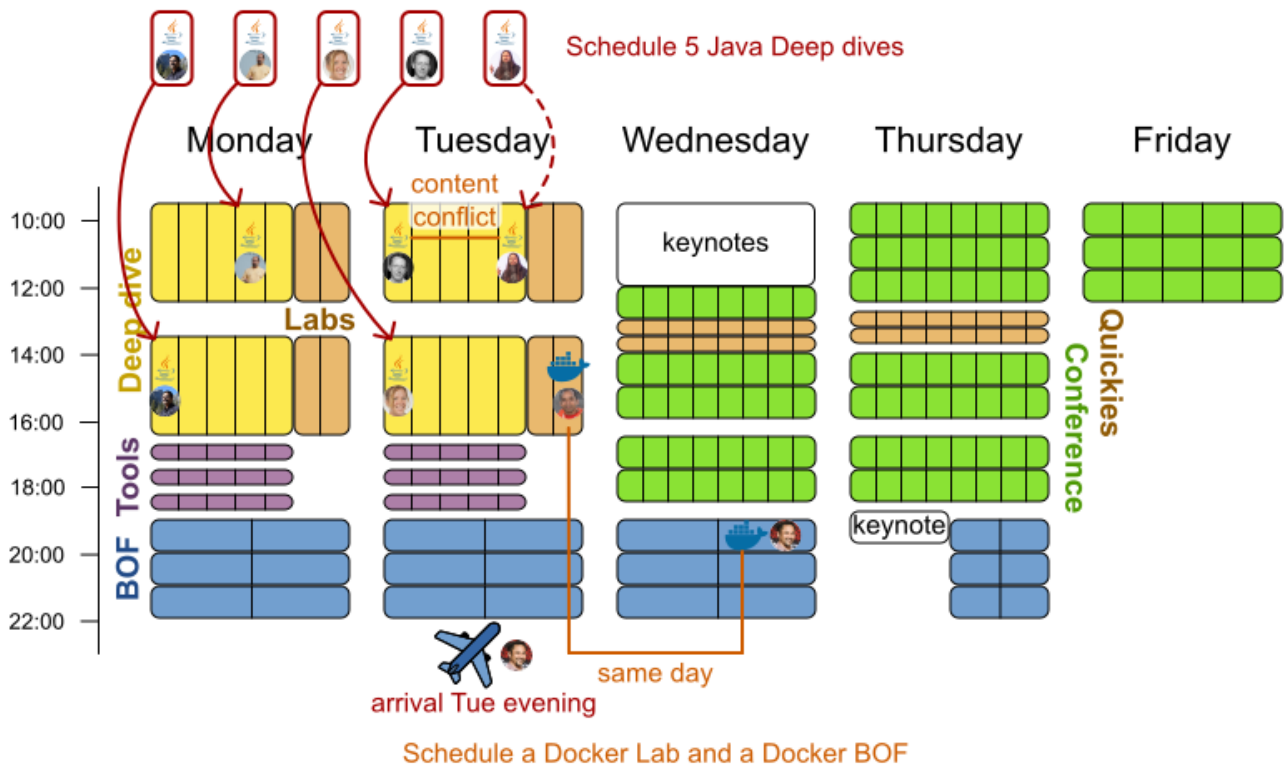 Schedule 5 Java Deep dives
Monday
Tuesday
Wednesday
Thursday
Friday
content
conflict
10:00
12:00
14:00
16:00
18:00
20:00
22:00
Deep dive
Labs
Tools
BOF
keynotes
keynote
Quickies
Conference
same day
arrival Tue evening
Schedule a Docker Lab and a Docker BOF